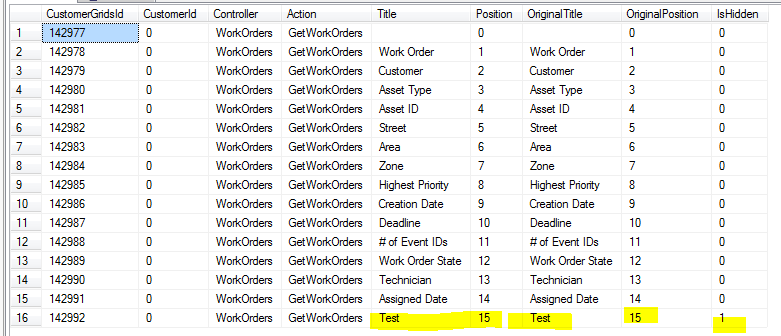 CustomerGridsId CustomerId Controller Action Title Position OriginalTitle OriginalPosition IsHidden
1 142977 0 WorkOrders GetWorkOrders 0 0 0
2 142978 0 WorkOrders GetWorkOrders Work Order 1 Work Order 1 0
3 142979 0 WorkOrders GetWorkOrders Customer 2 Customer 2 0
4 142980 0 WorkOrders GetWorkOrders Asset Type 3 Asset Type 3 0
5 142981 0 WorkOrders GetWorkOrders Asset ID 4 Asset ID 4 0
6 142982 0 WorkOrders GetWorkOrders Street 5 Street 5 0
7 142983 0 WorkOrders GetWorkOrders Area 6 Area 6 0
8 142984 0 WorkOrders GetWorkOrders Zone 7 Zone 7 0
9 142985 0 WorkOrders GetWorkOrders Highest Priority 8 Highest Priority 8 0
10 142986 0 WorkOrders GetWorkOrders Creation Date 9 Creation Date 9 0
11 142987 0 WorkOrders GetWorkOrders Deadline 10 Deadline 10 0
12 142988 0 WorkOrders GetWorkOrders # of Event IDs 11 # of Event IDs 11 0
13 142989 0 WorkOrders GetWorkOrders Work Order State 12 Work Order State 12 0
14 142990 0 WorkOrders GetWorkOrders Technician 13 Technician 13 0
15 142991 0 WorkOrders GetWorkOrders Assigned Date 14 Assigned Date 14 0
16 142992 0 WorkOrders GetWorkOrders Test 15 Test 15 1